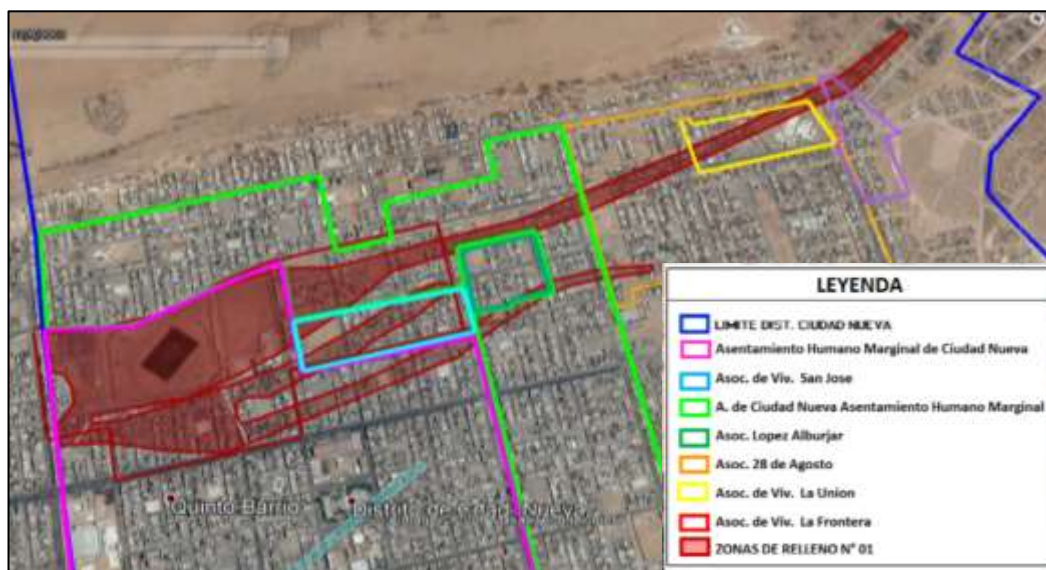 Quinto Barrio
LEYENDA
LIMITE DIST. CIUDAD NUEVA
Asentamiento Humano Marginal de Ciudad Nueva
Asoc. de Viv. San Jose
A. de Ciudad Nueva Asentamiento Humano Marginal
Asoc. Lopez Alburjar
Asoc. 28 de Agosto
Asoc. de Viv. La Union
Asoc. de Viv. La Frontera
ZONAS DE RELLENO N° 01